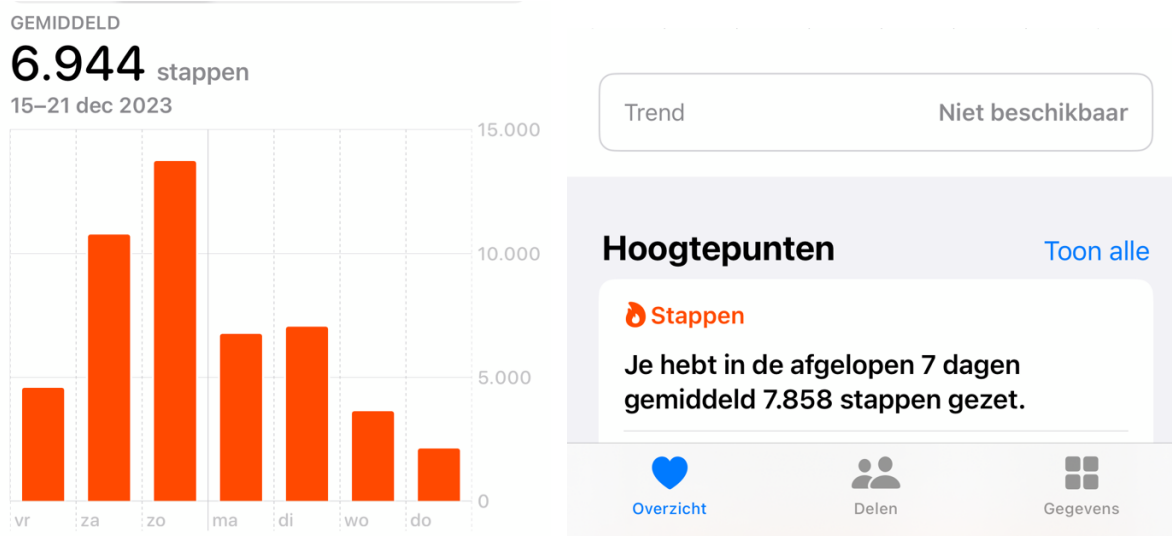 GEMIDDELD
6.944 stappen
15–21 dec 2023
15.000
10.000
5.000
0
vr za zo ma di wo do
Trend Niet beschikbaar
Hoogtepunten Toon alle
Stappen
Je hebt in de afgelopen 7 dagen
gemiddeld 7.858 stappen gezet.
Overzicht Delen Gegevens